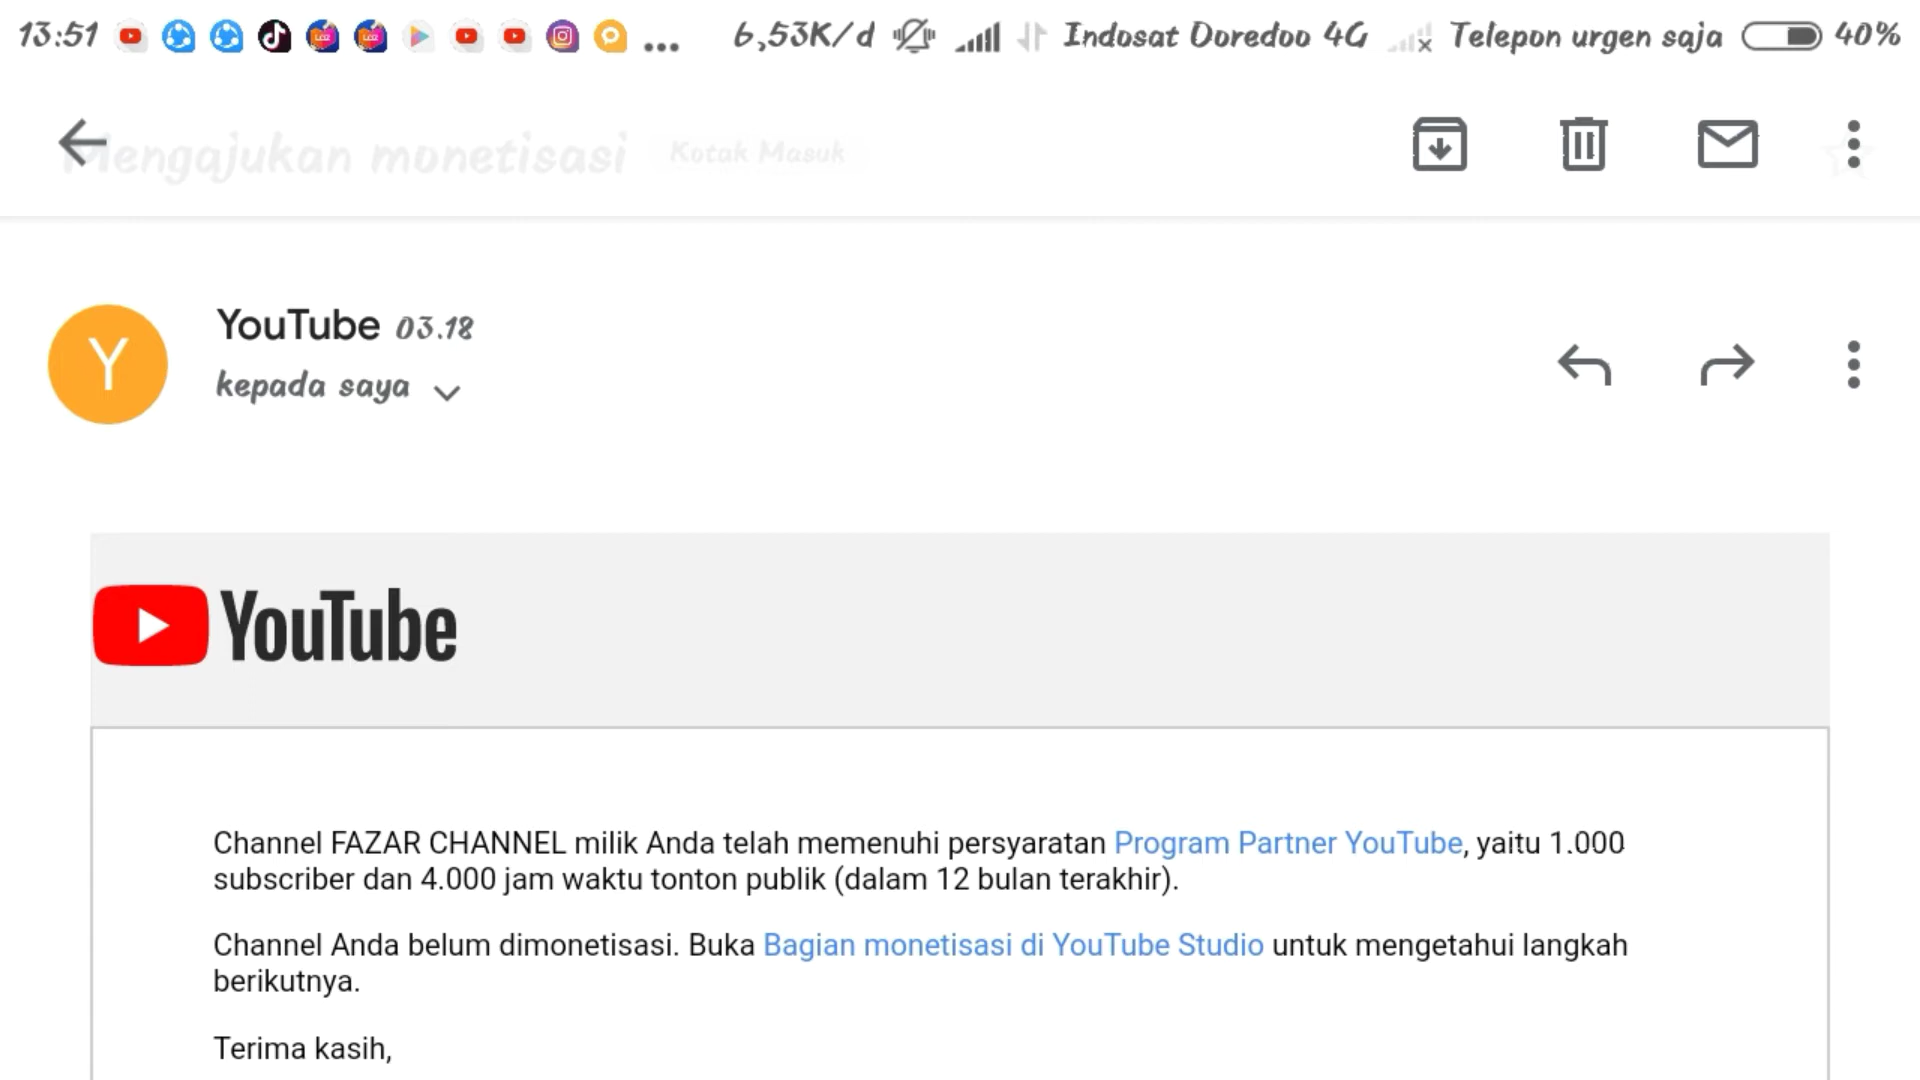 13:51 ... 6,53K/d Indosat Ooredoo 4G Telepon urgen saja 40%
Mengajukan monetisasi Kotak Masuk
YouTube 03.18
Y
kepada saya
YouTube
Channel FAZAR CHANNEL milik Anda telah memenuhi persyaratan Program Partner YouTube, yaitu 1.000
subscriber dan 4.000 jam waktu tonton publik (dalam 12 bulan terakhir).
Channel Anda belum dimonetisasi. Buka Bagian monetisasi di YouTube Studio untuk mengetahui langkah
berikutnya.
Terima kasih,